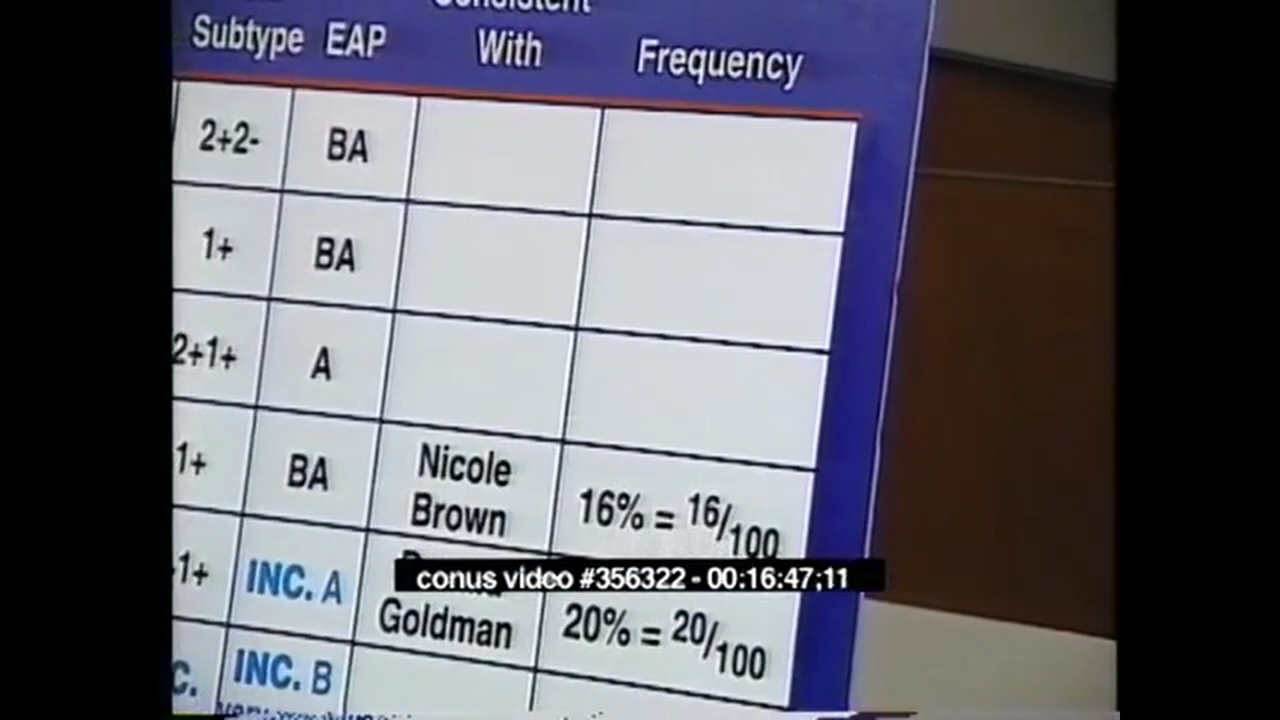 Consistent
Subtype EAP With Frequency
2+2- BA
1+ BA
2+1+ A
1+ BA Nicole
Brown 16% = 16/100
1+ INC. A
conus video #356322 - 00:16:47;11
Goldman 20% = 20/100
INC. B